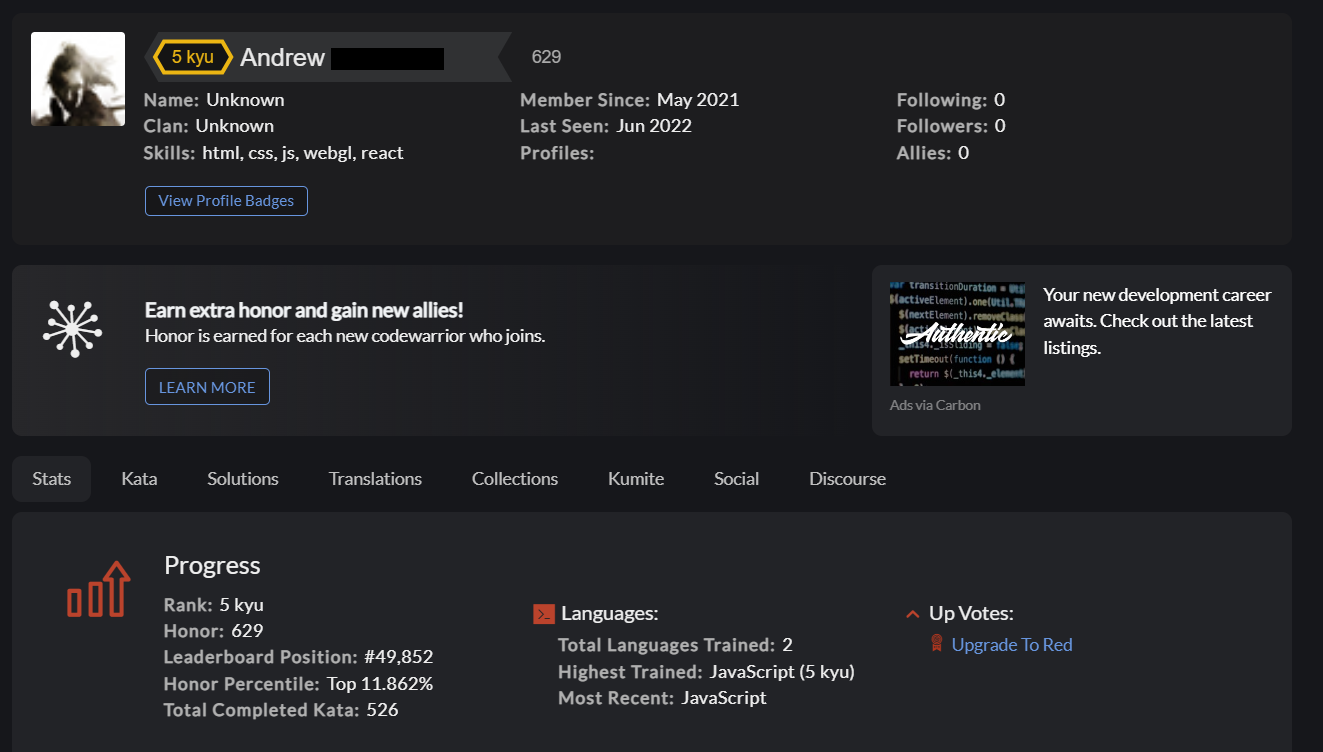 5 kyu Andrew 629
Name: Unknown
Clan: Unknown
Skills: html, css, js, webgl, react
Member Since: May 2021
Last Seen: Jun 2022
Profiles:
Following: 0
Followers: 0
Allies: 0
View Profile Badges
Earn extra honor and gain new allies!
Honor is earned for each new codewarrior who joins.
LEARN MORE
var transitionDuration = Util
$(activeElement).one(Util.TRA
$(nextElement).removeClass
Authentic
setTimeout(function () {
return $(_this4._element
Your new development career
awaits. Check out the latest
listings.
Ads via Carbon
Stats Kata Solutions Translations Collections Kumite Social Discourse
Progress
Rank: 5 kyu
Honor: 629
Leaderboard Position: #49,852
Honor Percentile: Top 11.862%
Total Completed Kata: 526
Languages:
Total Languages Trained: 2
Highest Trained: JavaScript (5 kyu)
Most Recent: JavaScript
Up Votes:
Upgrade To Red